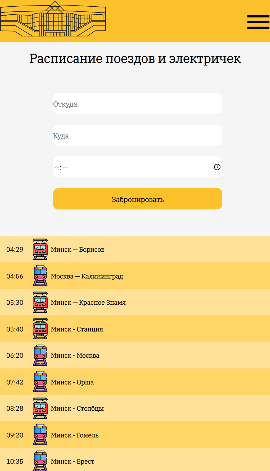 Расписание поездов и электричек
Откуда
Куда
--:--
Забронировать
04:29 Минск — Борисов
04:56 Москва — Калининград
05:30 Минск — Красное Знамя
05:40 Минск - Станция
06:20 Минск - Москва
07:42 Минск - Орша
08:28 Минск - Столбцы
09:20 Минск - Гомель
10:35 Минск - Брест